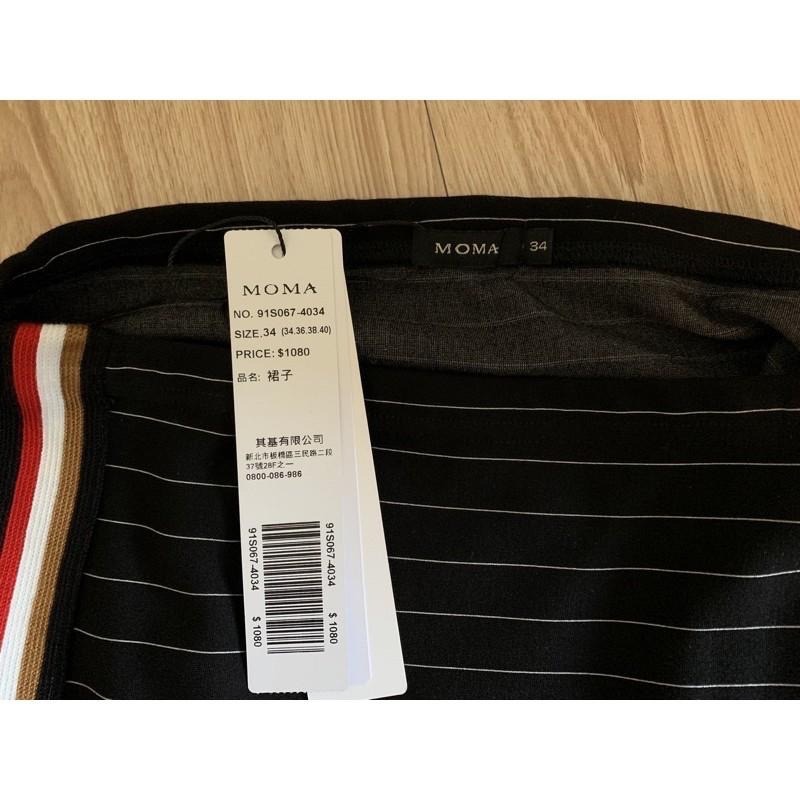 MOMA
34
MOMA
NO. 91S067-4034
SIZE.34 (34.36.38.40)
PRICE: $1080
品名: 裙子
其基有限公司
新北市板橋區三民路二段
37號28F之一
0800-086-986
91S067-4034 $1080
91S067-4034 $1080